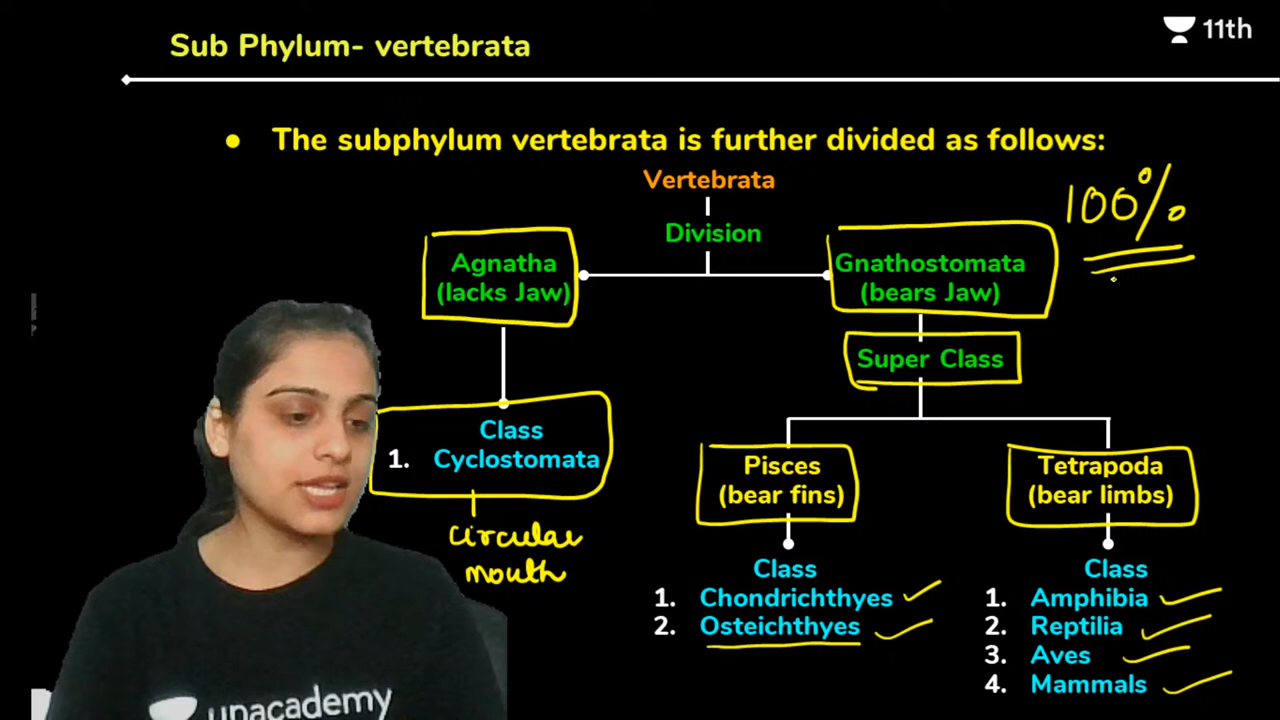 Sub Phylum- vertebrata
11th
● The subphylum vertebrata is further divided as follows:
Vertebrata
100%
Division
Agnatha
(lacks Jaw)
Gnathostomata
(bears Jaw)
Super Class
Class
1. Cyclostomata
circular
mouth
Pisces
(bear fins)
Tetrapoda
(bear limbs)
Class
1. Chondrichthyes
2. Osteichthyes
Class
1. Amphibia
2. Reptilia
3. Aves
4. Mammals
unacademy